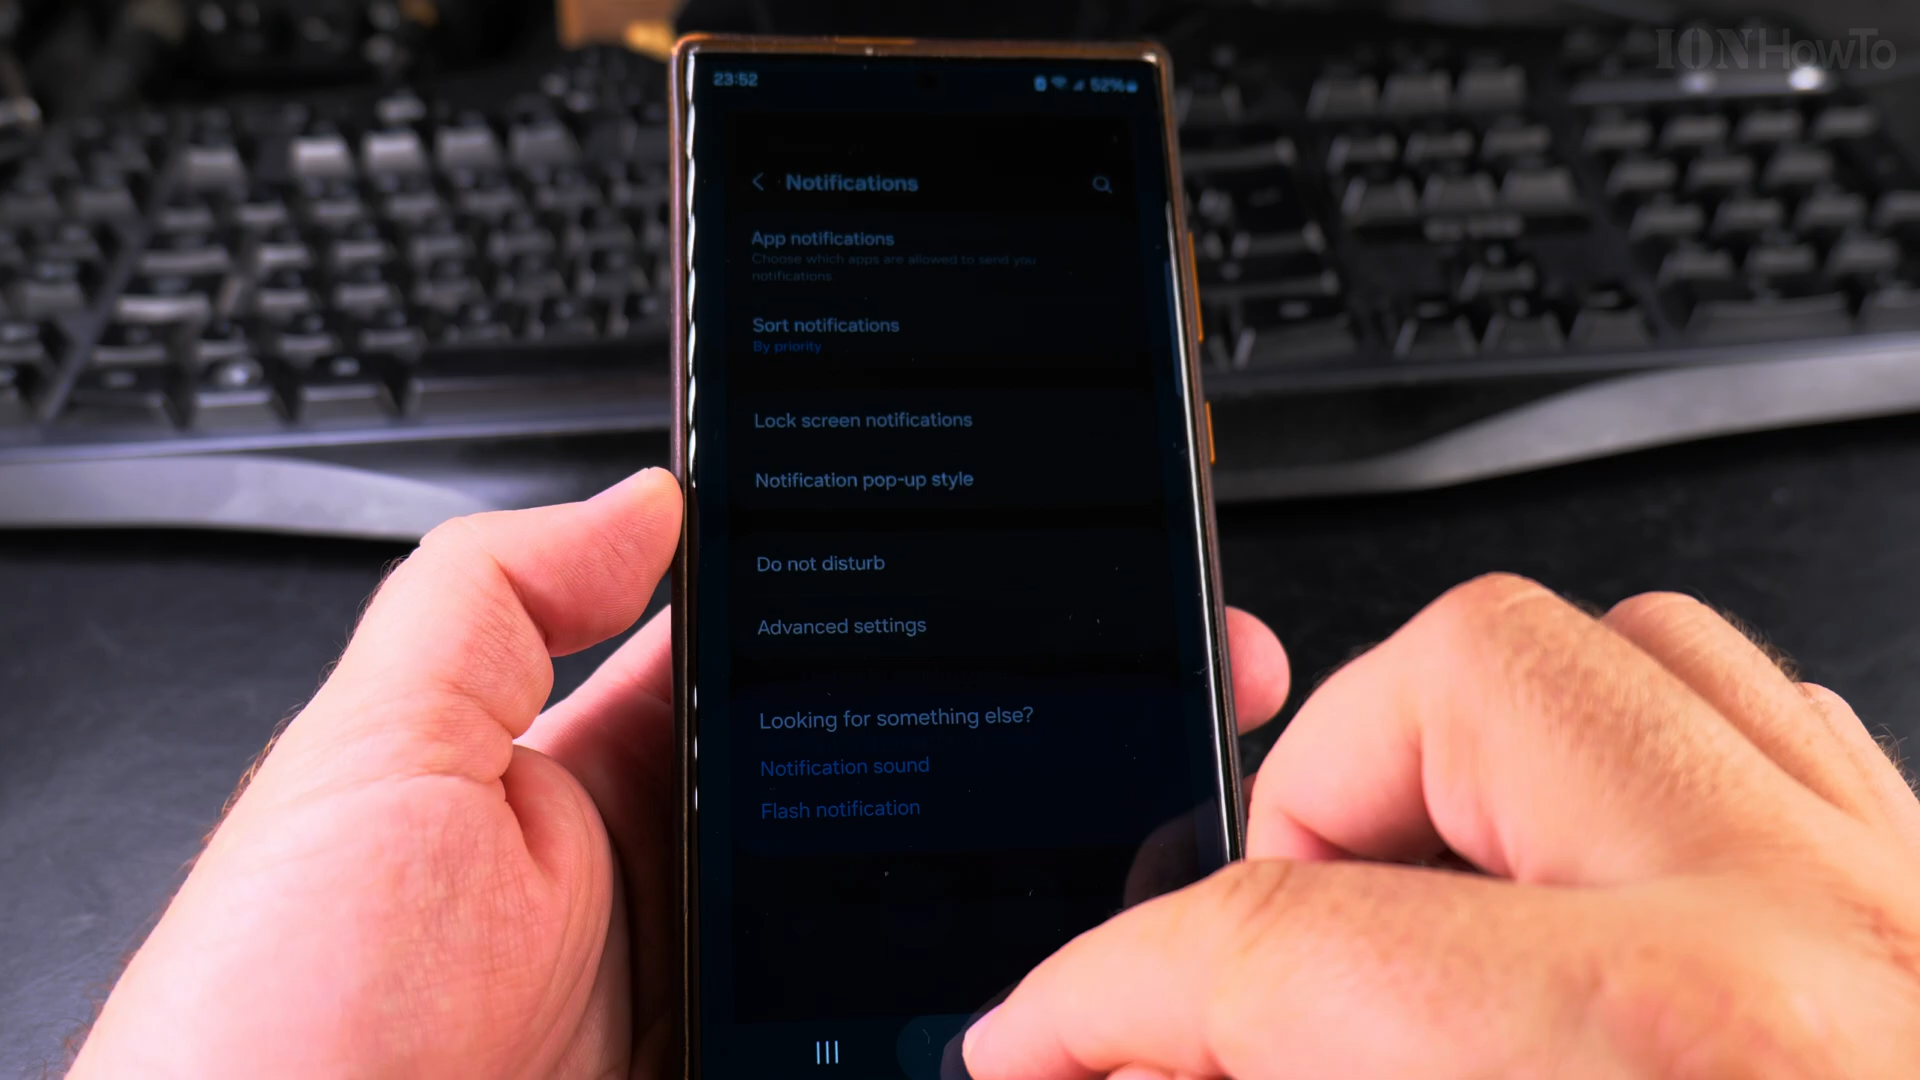 IONHowTo
23:52
52%
Notifications
App notifications
Choose which apps are allowed to send you
notifications
Sort notifications
By priority
Lock screen notifications
Notification pop-up style
Do not disturb
Advanced settings
Looking for something else?
Notification sound
Flash notification